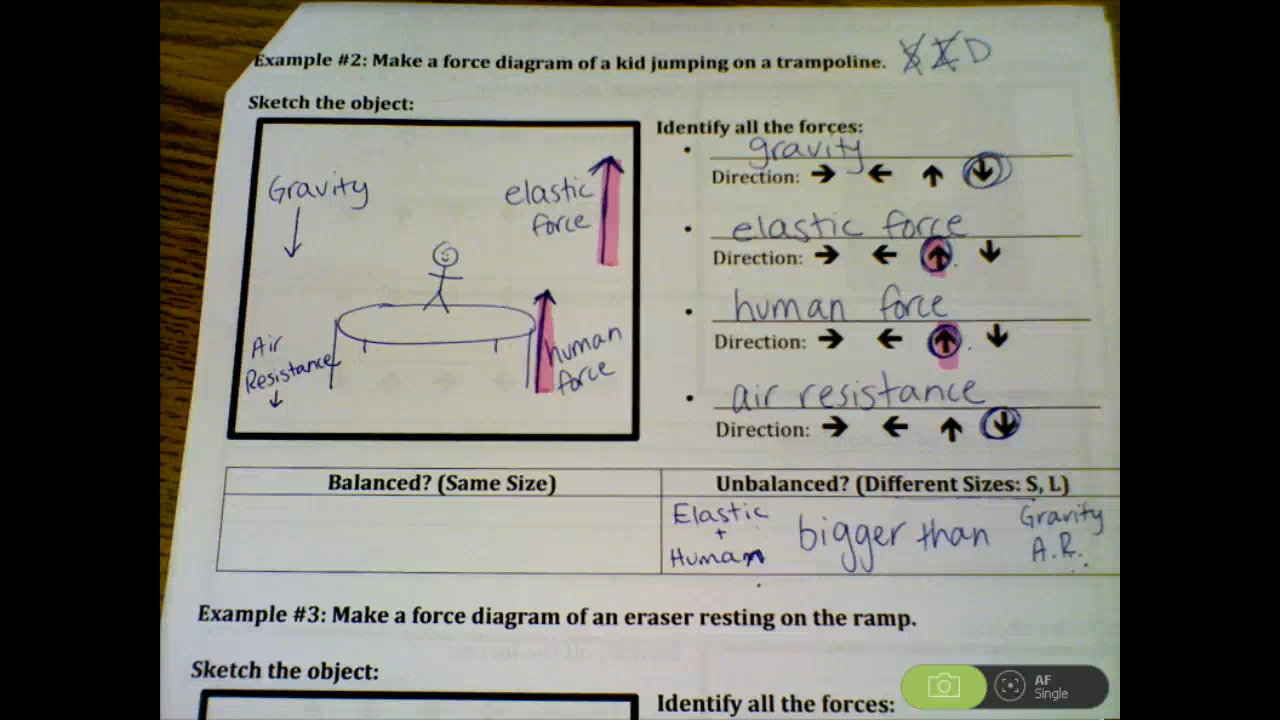 Example #2: Make a force diagram of a kid jumping on a trampoline.
Sketch the object:
Gravity
elastic
force
Air
Resistance
human
force
Identify all the forces:
gravity
Direction: → ← ↑ ↓
elastic force
Direction: → ← ↑ ↓
human force
Direction: → ← ↑ ↓
air resistance
Direction: → ← ↑ ↓
Balanced? (Same Size)
Unbalanced? (Different Sizes: S, L)
Elastic
+
Human
bigger than
Gravity
A.R.
Example #3: Make a force diagram of an eraser resting on the ramp.
Sketch the object:
Identify all the forces:
AF
Single